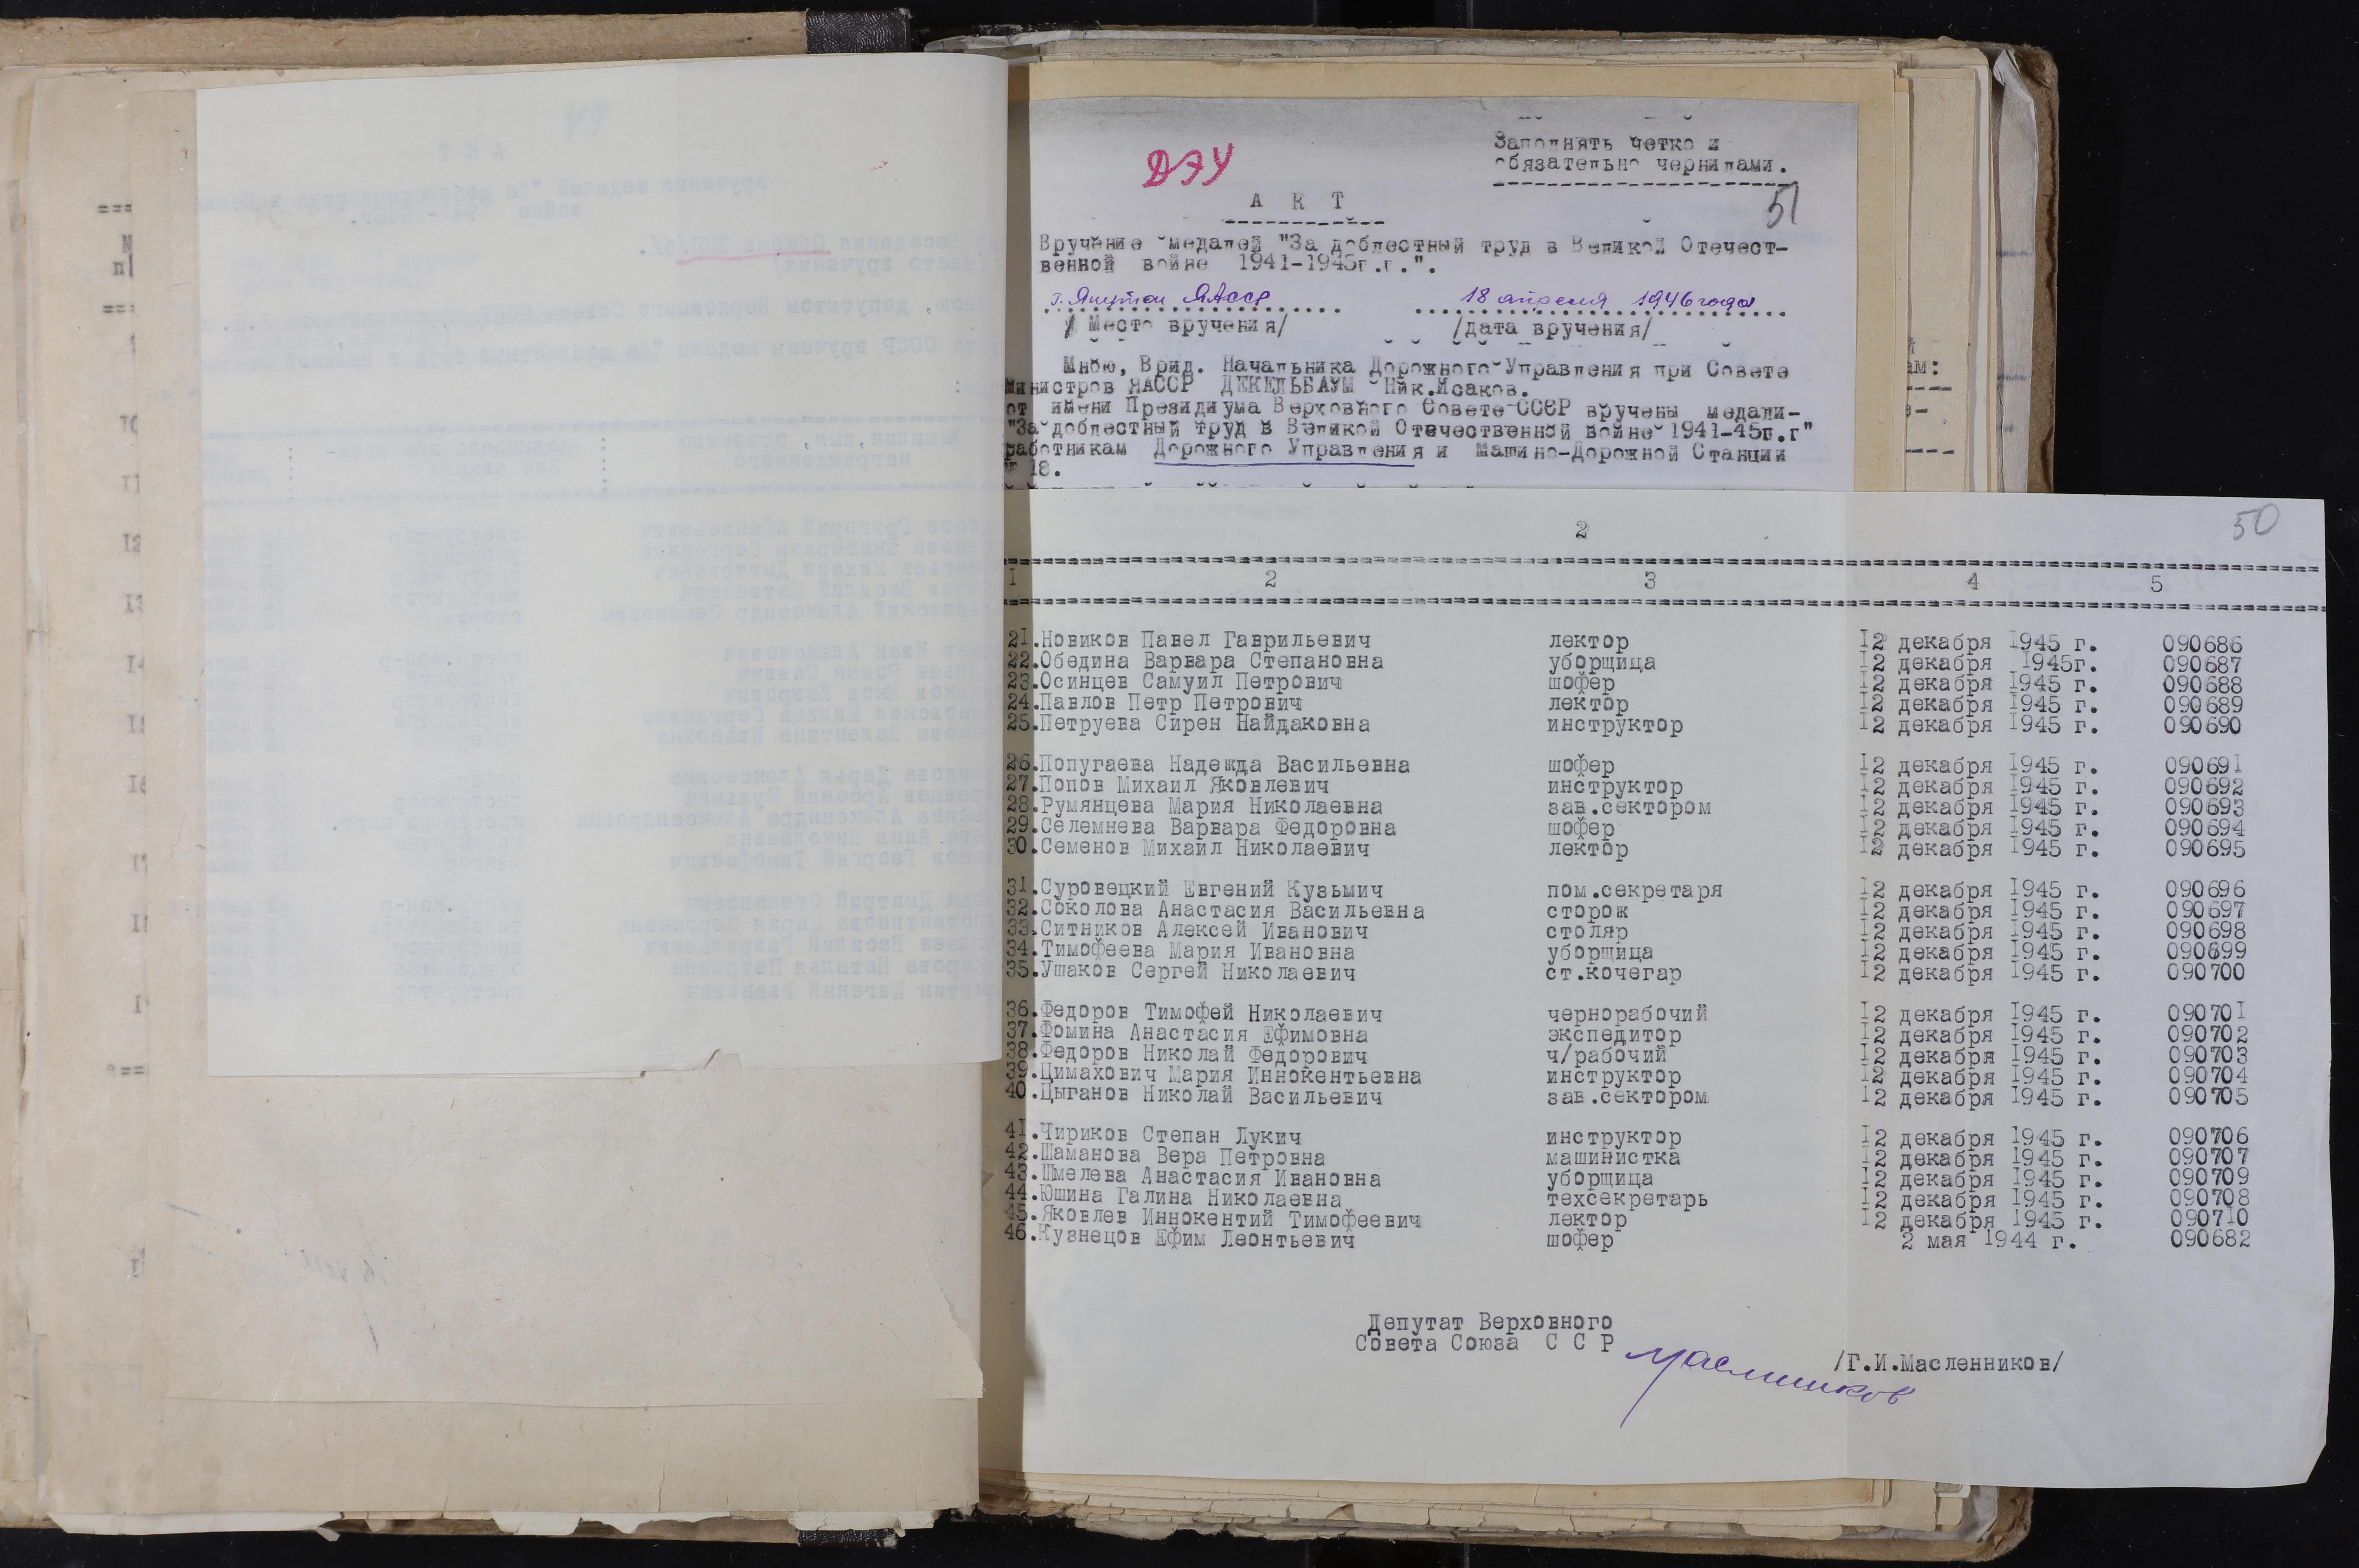 ДЭУ
Заполнять четко и
обязательно чернилами.
51
А К Т
Вручение медалей "За доблестный труд в Великой Отечест-
венной войне 1941-1945г.г.".
г. Якутск ЯАССР 18 апреля 1946 года
/ Место вручения/ /дата вручения/
Мною, Врид. Начальника Дорожного Управления при Совете
Министров ЯАССР ДЕКЕЛЬБАУМ Ник.Исаков.
от имени Президиума Верховного Совете СССР вручены медали-
"За доблестный труд в Великой Отечественной войне 1941-45г.г"
работникам Дорожного Управления и Машино-Дорожной Станции
№ 18.
50
2
1 2 3 4 5
21.Новиков Павел Гаврильевич лектор 12 декабря 1945 г. 090686
22.Обедина Варвара Степановна уборщица 12 декабря 1945г. 090687
23.Осинцев Самуил Петрович шофер 12 декабря 1945 г. 090688
24.Павлов Петр Петрович лектор 12 декабря 1945 г. 090689
25.Петруева Сирен Найдаковна инструктор 12 декабря 1945 г. 090690
26.Попугаева Надежда Васильевна шофер 12 декабря 1945 г. 090691
27.Попов Михаил Яковлевич инструктор 12 декабря 1945 г. 090692
28.Румянцева Мария Николаевна зав.сектором 12 декабря 1945 г. 090693
29.Селемнева Варвара Федоровна шофер 12 декабря 1945 г. 090694
30.Семенов Михаил Николаевич лектор 12 декабря 1945 г. 090695
31.Суровецкий Евгений Кузьмич пом.секретаря 12 декабря 1945 г. 090696
32.Соколова Анастасия Васильевна сторож 12 декабря 1945 г. 090697
33.Ситников Алексей Иванович столяр 12 декабря 1945 г. 090698
34.Тимофеева Мария Ивановна уборщица 12 декабря 1945 г. 090699
35.Ушаков Сергей Николаевич ст.кочегар 12 декабря 1945 г. 090700
36.Федоров Тимофей Николаевич чернорабочий 12 декабря 1945 г. 090701
37.Фомина Анастасия Ефимовна экспедитор 12 декабря 1945 г. 090702
38.Федоров Николай Федорович ч/рабочий 12 декабря 1945 г. 090703
39.Цимахович Мария Иннокентьевна инструктор 12 декабря 1945 г. 090704
40.Цыганов Николай Васильевич зав.сектором 12 декабря 1945 г. 090705
41.Чириков Степан Лукич инструктор 12 декабря 1945 г. 090706
42.Шаманова Вера Петровна машинистка 12 декабря 1945 г. 090707
43.Шмелева Анастасия Ивановна уборщица 12 декабря 1945 г. 090709
44.Юшина Галина Николаевна техсекретарь 12 декабря 1945 г. 090708
45.Яковлев Иннокентий Тимофеевич лектор 12 декабря 1945 г. 090710
46.Кузнецов Ефим Леонтьевич шофер 2 мая 1944 г. 090682
Депутат Верховного
Совета Союза С С Р
/Г.И.Масленников/